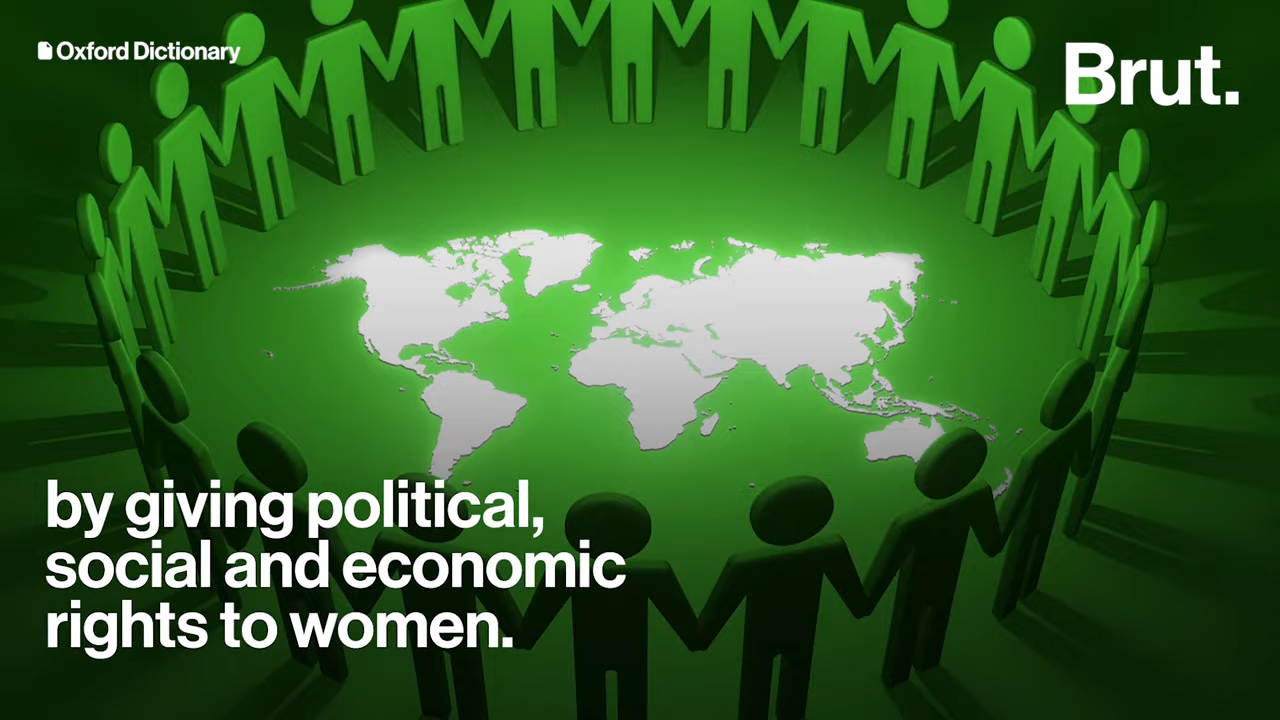 Oxford Dictionary
Brut.
by giving political,
social and economic
rights to women.